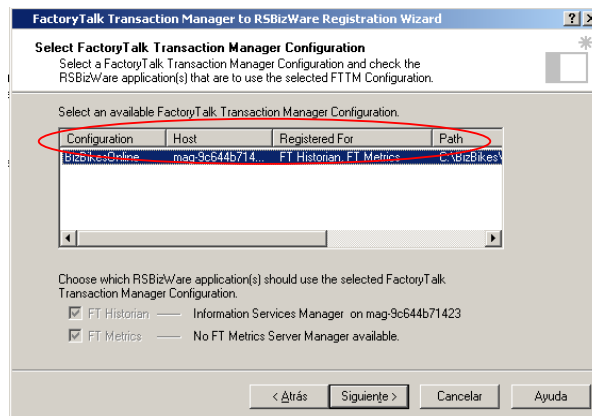 FactoryTalk Transaction Manager to RSBizWare Registration Wizard
Select FactoryTalk Transaction Manager Configuration
Select a FactoryTalk Transaction Manager Configuration and check the
RSBizWare application(s) that are to use the selected FTTM Configuration.
Select an available FactoryTalk Transaction Manager Configuration.
Configuration Host Registered For Path
BizBikesOnline mag-9c644b714... FT Historian, FT Metrics C:\BizBikes\
Choose which RSBizWare application(s) should use the selected FactoryTalk
Transaction Manager Configuration.
FT Historian Information Services Manager on mag-9c644b71423
FT Metrics No FT Metrics Server Manager available.
< Atrás Siguiente > Cancelar Ayuda